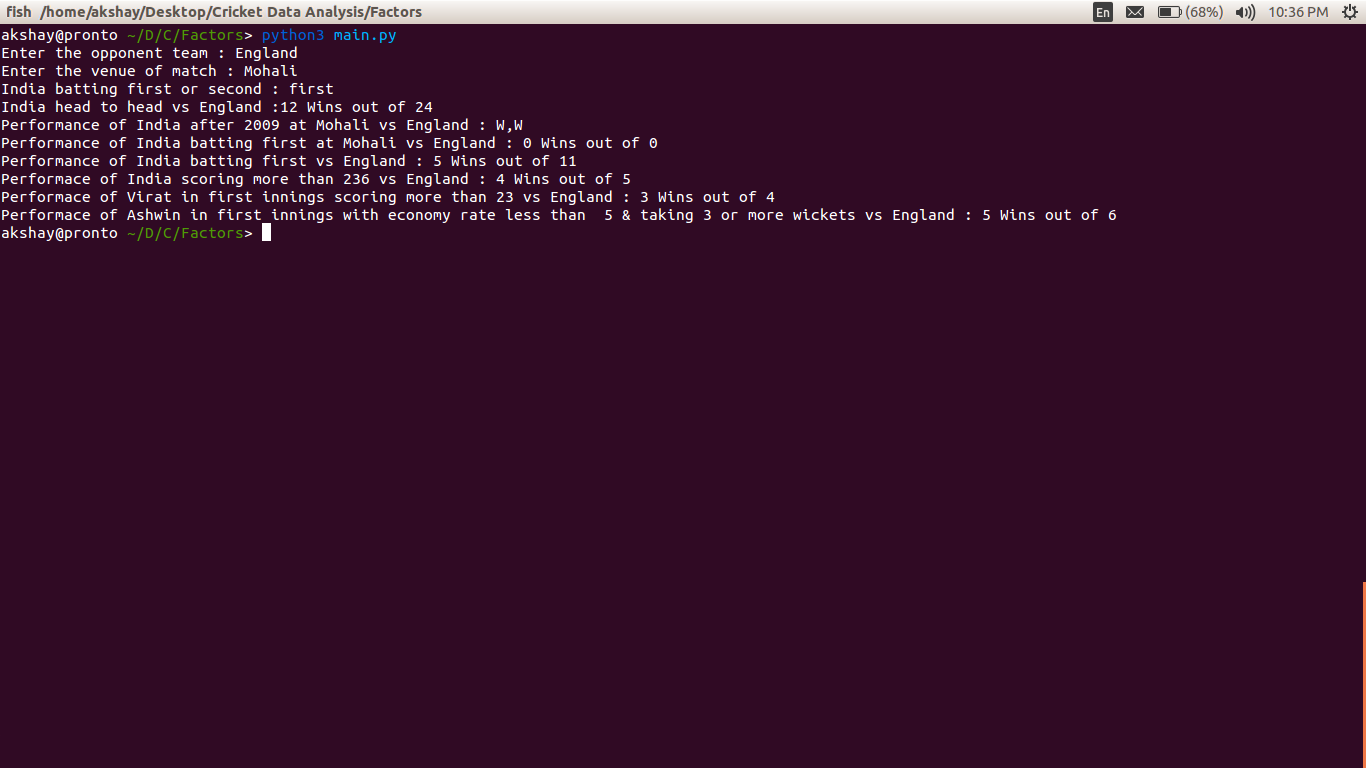 fish  /home/akshay/Desktop/Cricket Data Analysis/Factors En (68%) 10:36 PM
akshay@pronto ~/D/C/Factors> python3 main.py
Enter the opponent team : England
Enter the venue of match : Mohali
India batting first or second : first
India head to head vs England :12 Wins out of 24
Performance of India after 2009 at Mohali vs England : W,W
Performance of India batting first at Mohali vs England : 0 Wins out of 0
Performance of India batting first vs England : 5 Wins out of 11
Performace of India scoring more than 236 vs England : 4 Wins out of 5
Performace of Virat in first innings scoring more than 23 vs England : 3 Wins out of 4
Performace of Ashwin in first innings with economy rate less than  5 & taking 3 or more wickets vs England : 5 Wins out of 6
akshay@pronto ~/D/C/Factors>